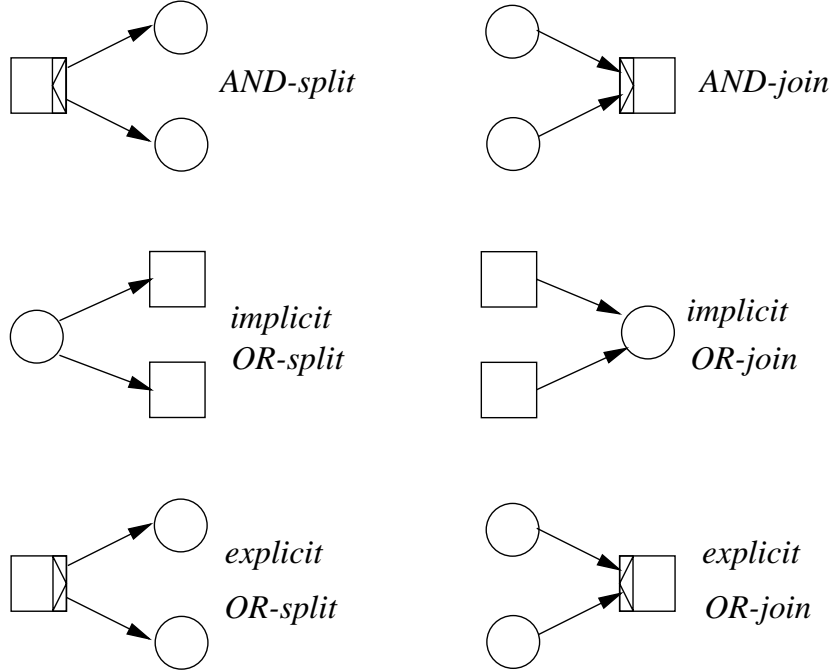 AND-split
AND-join
implicit
OR-split
implicit
OR-join
explicit
OR-split
explicit
OR-join